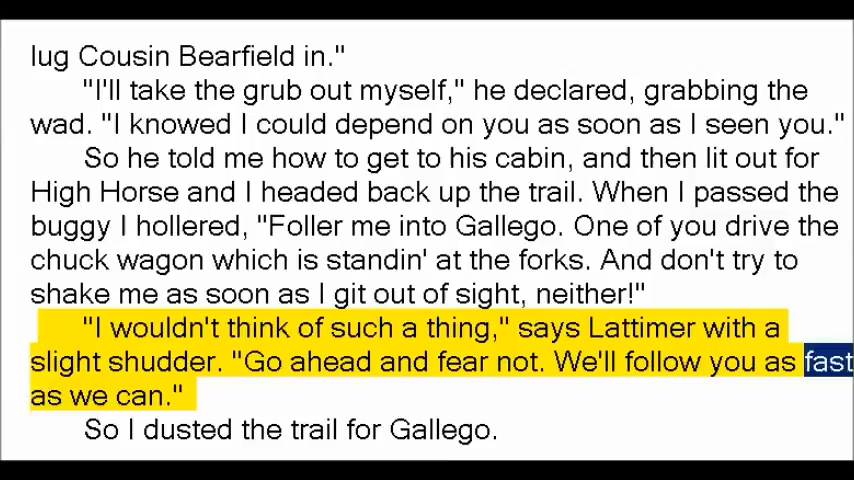 lug Cousin Bearfield in."
"I'll take the grub out myself," he declared, grabbing the
wad. "I knowed I could depend on you as soon as I seen you."
So he told me how to get to his cabin, and then lit out for
High Horse and I headed back up the trail. When I passed the
buggy I hollered, "Foller me into Gallego. One of you drive the
chuck wagon which is standin' at the forks. And don't try to
shake me as soon as I git out of sight, neither!"
"I wouldn't think of such a thing," says Lattimer with a
slight shudder. "Go ahead and fear not. We'll follow you as fast
as we can."
So I dusted the trail for Gallego.